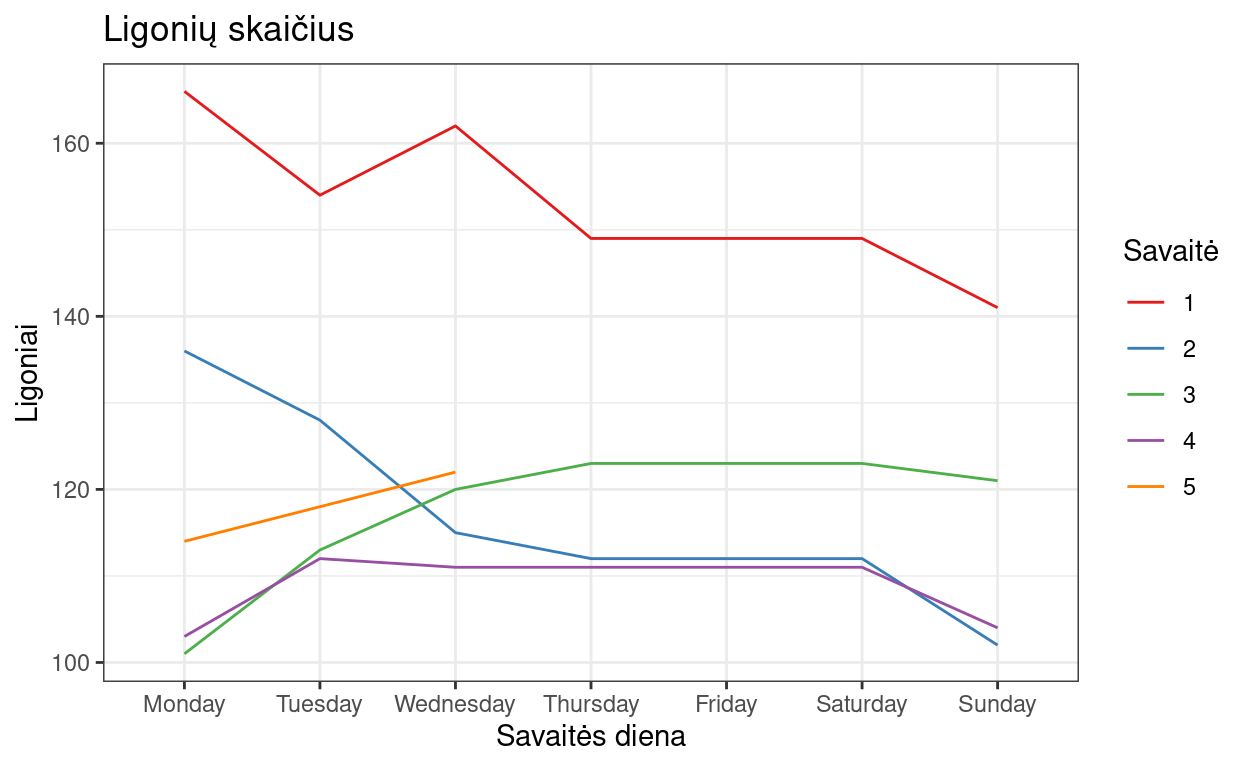 Ligonių skaičius
Ligoniai
160
140
120
100
Monday Tuesday Wednesday Thursday Friday Saturday Sunday
Savaitės diena
Savaitė
1
2
3
4
5